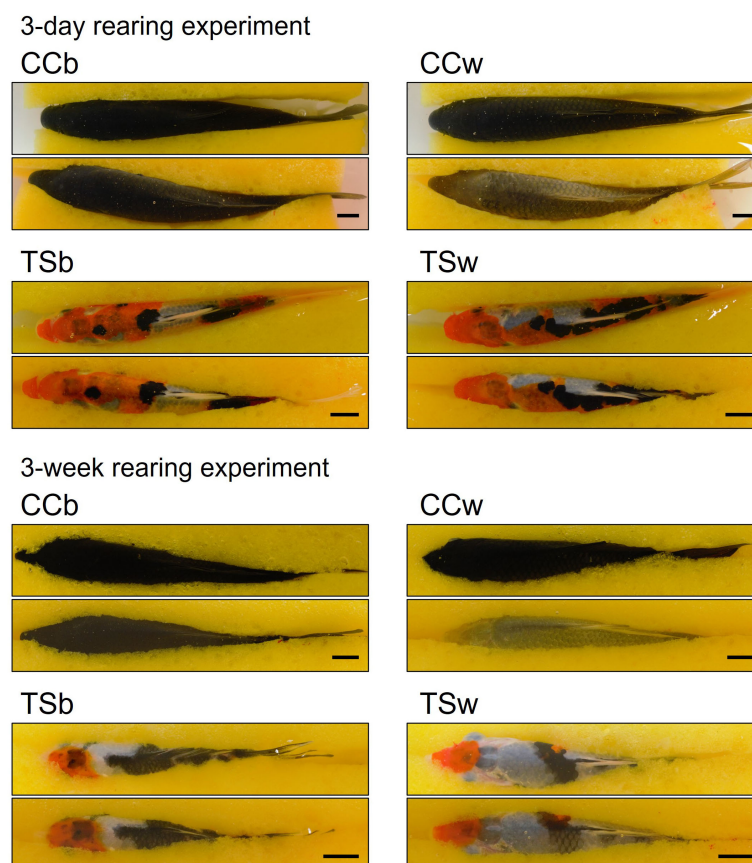 3-day rearing experiment
CCb CCw
TSb TSw
3-week rearing experiment
CCb CCw
TSb TSw